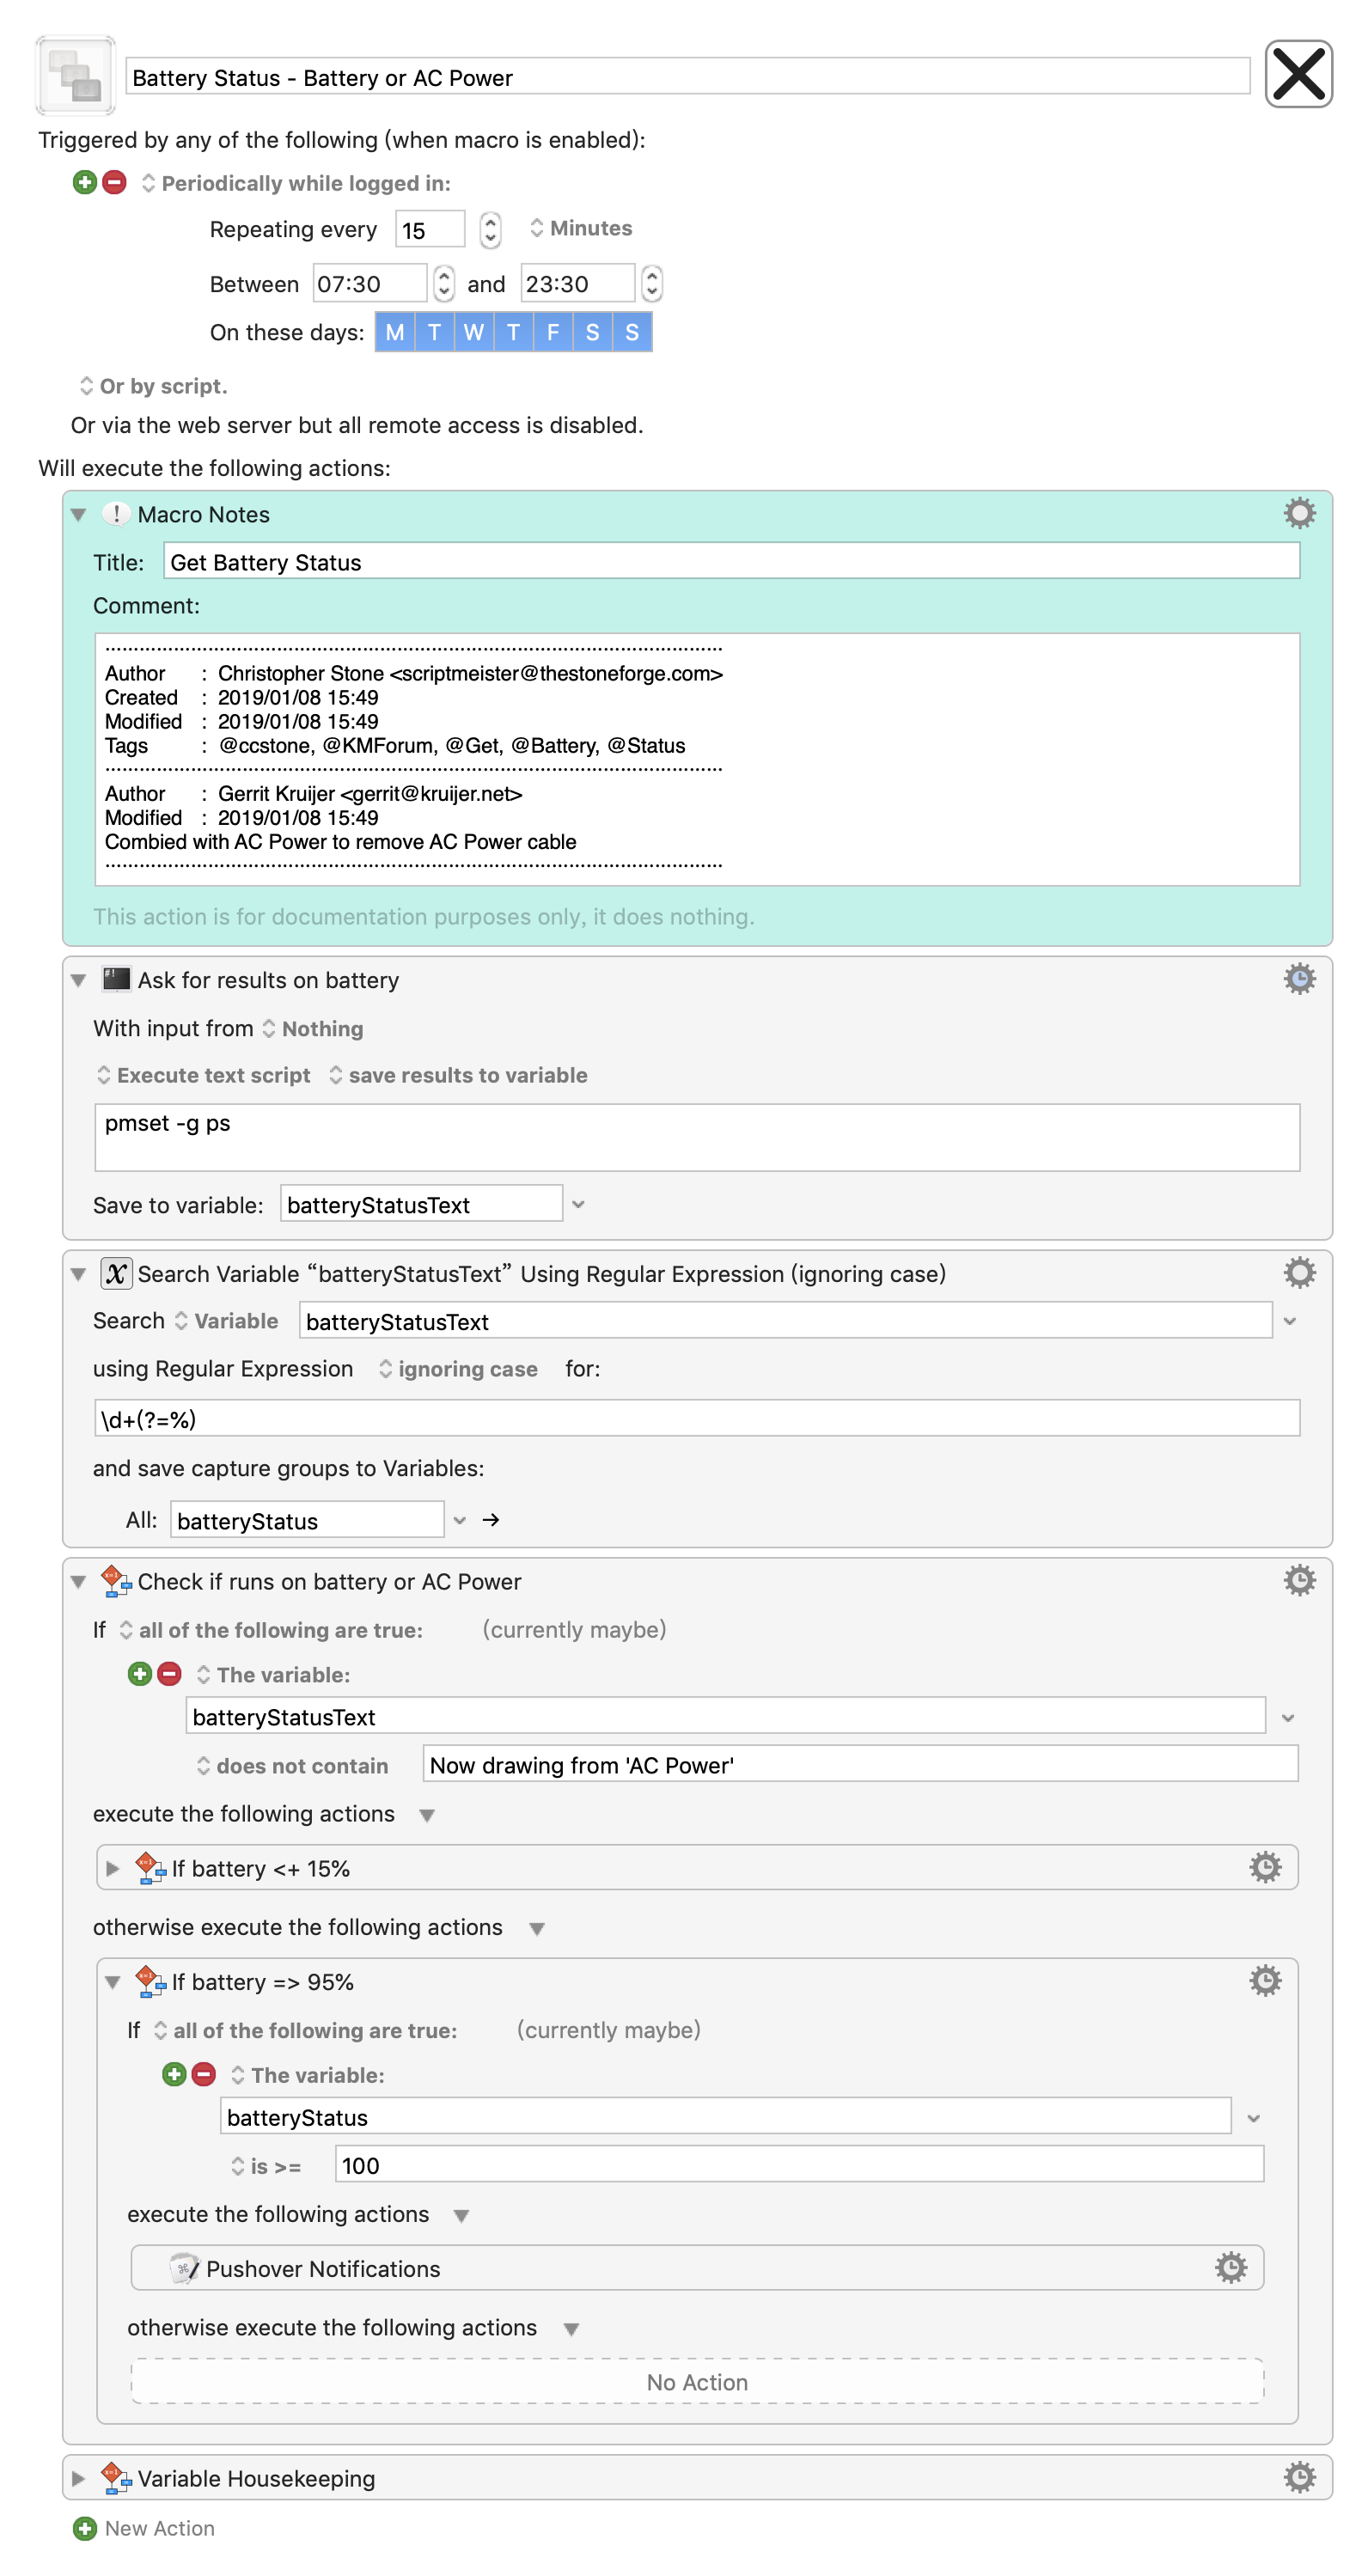 Battery Status - Battery or AC Power
Triggered by any of the following (when macro is enabled):
Periodically while logged in:
Repeating every 15 Minutes
Between 07:30 and 23:30
On these days: M T W T F S S
Or by script.
Or via the web server but all remote access is disabled.
Will execute the following actions:
Macro Notes
Title: Get Battery Status
Comment:
Author : Christopher Stone <scriptmeister@thestoneforge.com>
Created : 2019/01/08 15:49
Modified : 2019/01/08 15:49
Tags : @ccstone, @KMForum, @Get, @Battery, @Status
Author : Gerrit Kruijer <gerrit@kruijer.net>
Modified : 2019/01/08 15:49
Combied with AC Power to remove AC Power cable
This action is for documentation purposes only, it does nothing.
Ask for results on battery
With input from Nothing
Execute text script save results to variable
pmset -g ps
Save to variable: batteryStatusText
Search Variable “batteryStatusText” Using Regular Expression (ignoring case)
Search Variable batteryStatusText
using Regular Expression ignoring case for:
\d+(?=%)
and save capture groups to Variables:
All: batteryStatus →
Check if runs on battery or AC Power
If all of the following are true: (currently maybe)
The variable:
batteryStatusText
does not contain Now drawing from 'AC Power'
execute the following actions
If battery <+ 15%
otherwise execute the following actions
If battery => 95%
If all of the following are true: (currently maybe)
The variable:
batteryStatus
is >= 100
execute the following actions
Pushover Notifications
otherwise execute the following actions
No Action
Variable Housekeeping
New Action